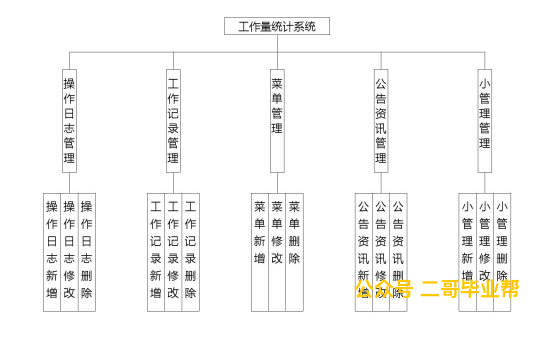 工作量统计系统
操作日志管理
工作记录管理
菜单管理
公告资讯管理
小管理管理
操作日志新增
操作日志修改
操作日志删除
工作记录新增
工作记录修改
工作记录删除
菜单新增
菜单修改
菜单删除
公告资讯新增
公告资讯修改
公告资讯删除
小管理新增
小管理修改
小管理删除
公众号 二哥毕业帮